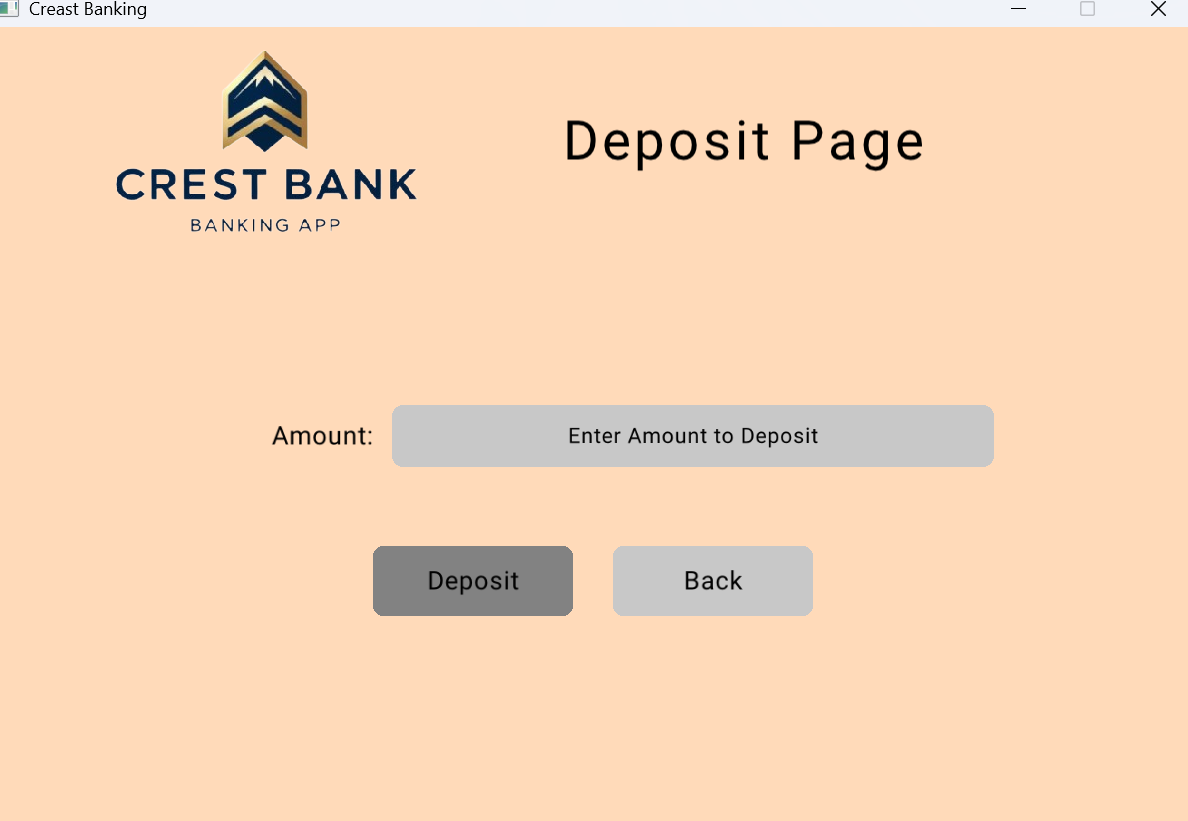 Creast Banking
CREST BANK
BANKING APP
Deposit Page
Amount:
Enter Amount to Deposit
Deposit
Back